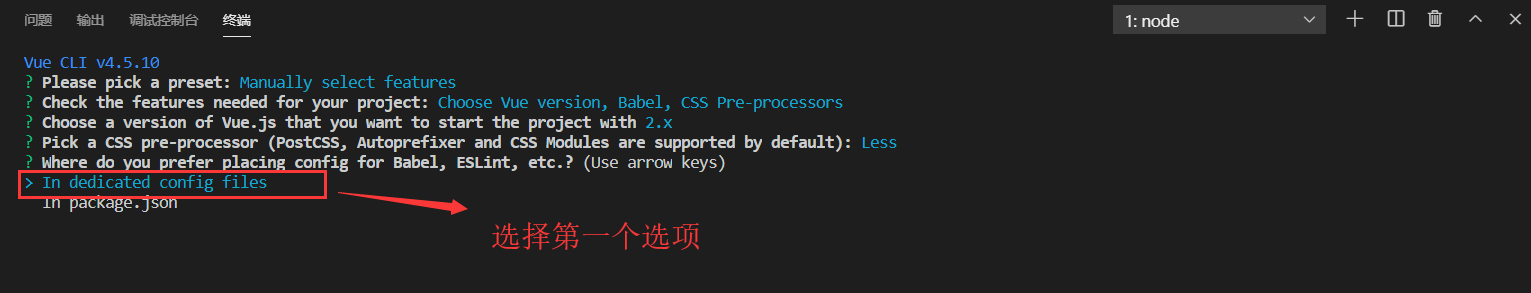 问题 输出 调试控制台 终端 1: node
Vue CLI v4.5.10
? Please pick a preset: Manually select features
? Check the features needed for your project: Choose Vue version, Babel, CSS Pre-processors
? Choose a version of Vue.js that you want to start the project with 2.x
? Pick a CSS pre-processor (PostCSS, Autoprefixer and CSS Modules are supported by default): Less
? Where do you prefer placing config for Babel, ESLint, etc.? (Use arrow keys)
> In dedicated config files
In package.json
选择第一个选项